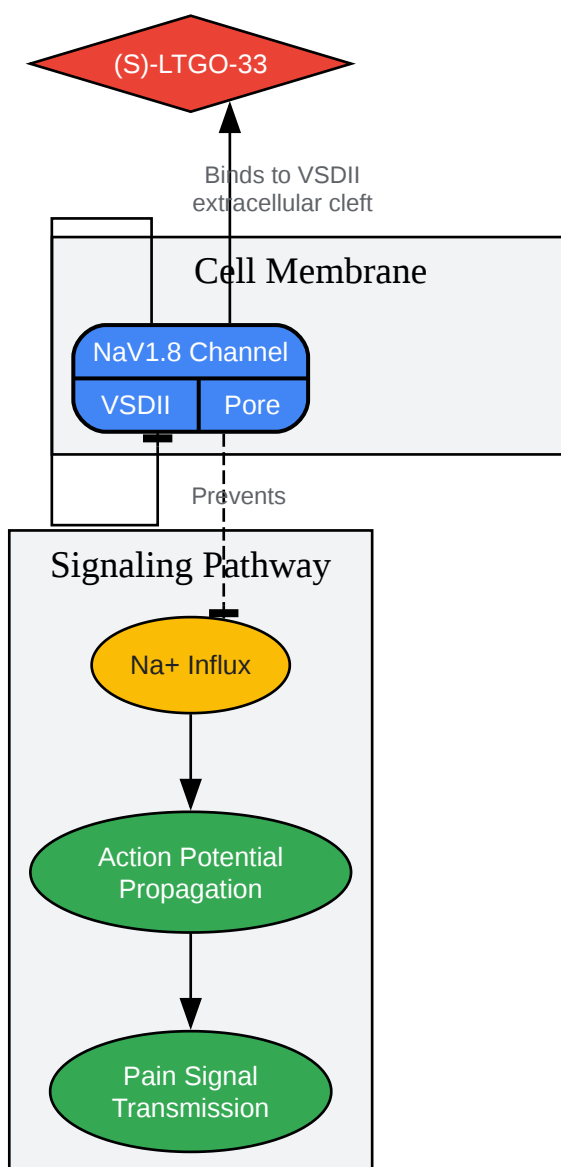 (S)-LTGO-33
Binds to VSDII
extracellular cleft
Cell Membrane
NaV1.8 Channel
VSDII
Pore
Prevents
Signaling Pathway
Na+ Influx
Action Potential
Propagation
Pain Signal
Transmission